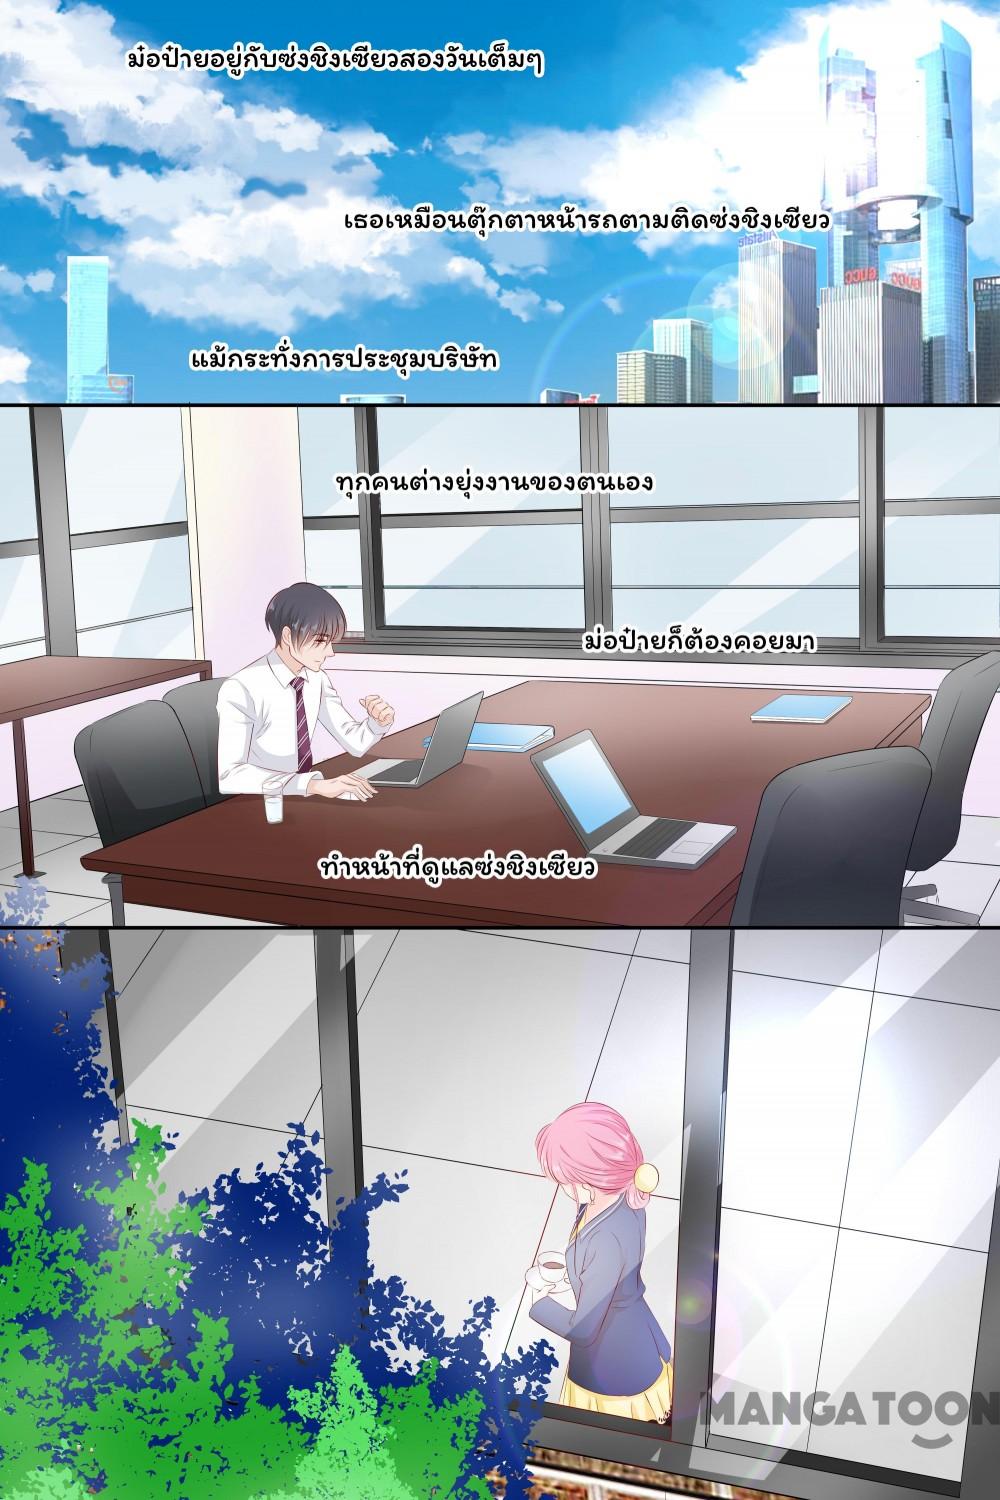 ม๋อป๋ายอยู่กับซ่งชิงเซียวสองวันเต็มๆ
เธอเหมือนตุ๊กตาหน้ารถตามติดซ่งชิงเซียว
Allstate
GUCCI
GUCCI
แม้กระทั่งการประชุมบริษัท
ทุกคนต่างยุ่งงานของตนเอง
ม่อป๋ายก็ต้องคอยมา
ทำหน้าที่ดูแลซ่งชิงเซียว
MANGATOON